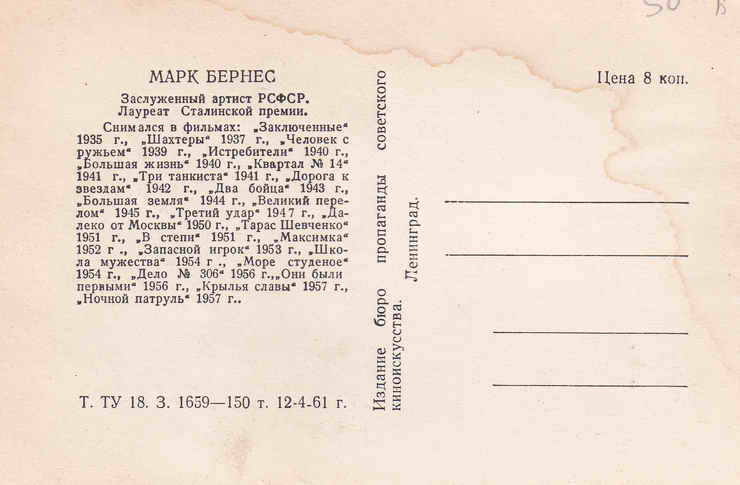 50 В
МАРК БЕРНЕС
Заслуженный артист РСФСР.
Лауреат Сталинской премии.
Снимался в фильмах: „Заключенные“
1935 г., „Шахтеры“ 1937 г., „Человек с
ружьем“ 1939 г., „Истребители“ 1940 г.,
„Большая жизнь“ 1940 г., „Квартал № 14“
1941 г., „Три танкиста“ 1941 г., „Дорога к
звездам“ 1942 г., „Два бойца“ 1943 г.,
„Большая земля“ 1944 г., „Великий пере-
лом“ 1945 г., „Третий удар“ 1947 г., „Да-
леко от Москвы“ 1950 г., „Тарас Шевченко“
1951 г., „В степи“ 1951 г., „Максимка“
1952 г., „Запасной игрок“ 1953 г., „Шко-
ла мужества“ 1954 г., „Море студеное“
1954 г., „Дело № 306“ 1956 г.,„Они были
первыми“ 1956 г., „Крылья славы“ 1957 г.,
„Ночной патруль“ 1957 г..
Т. ТУ 18. З. 1659—150 т. 12-4-61 г.
Издание бюро пропаганды советского
киноискусства. Ленинград.
Цена 8 коп.